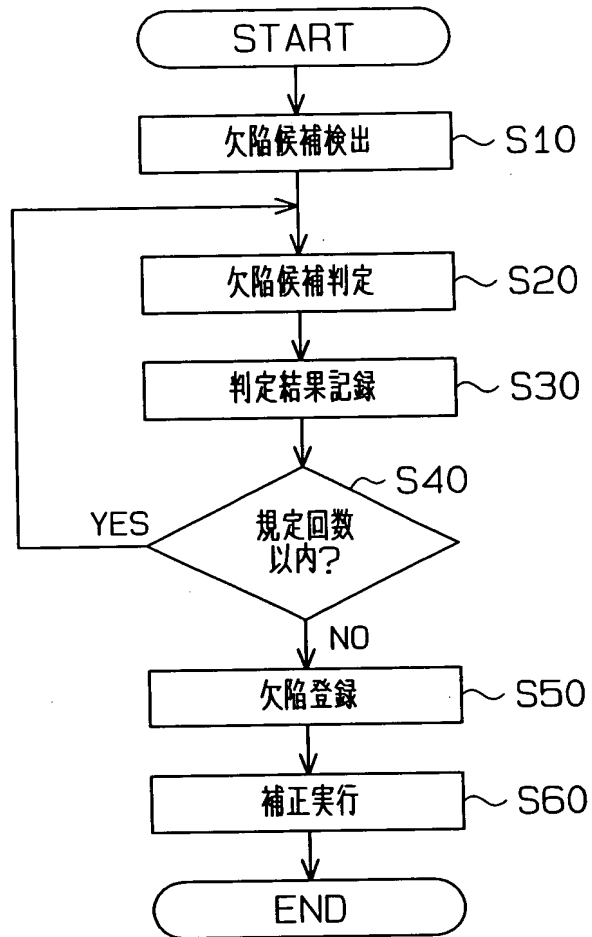 START
欠陥候補検出
S10
欠陥候補判定
S20
判定結果記録
S30
S40
YES
規定回数
以内?
NO
欠陥登録
S50
補正実行
S60
END